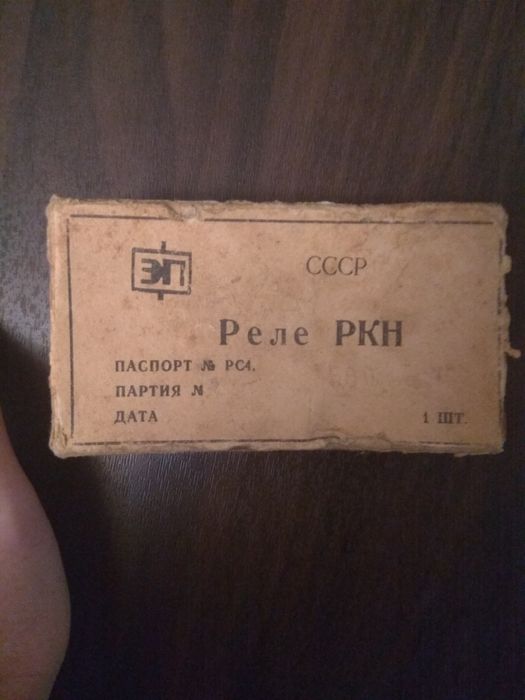 ЭП
СССР
Реле РКН
ПАСПОРТ № РС4.
ПАРТИЯ №
ДАТА
1 ШТ.